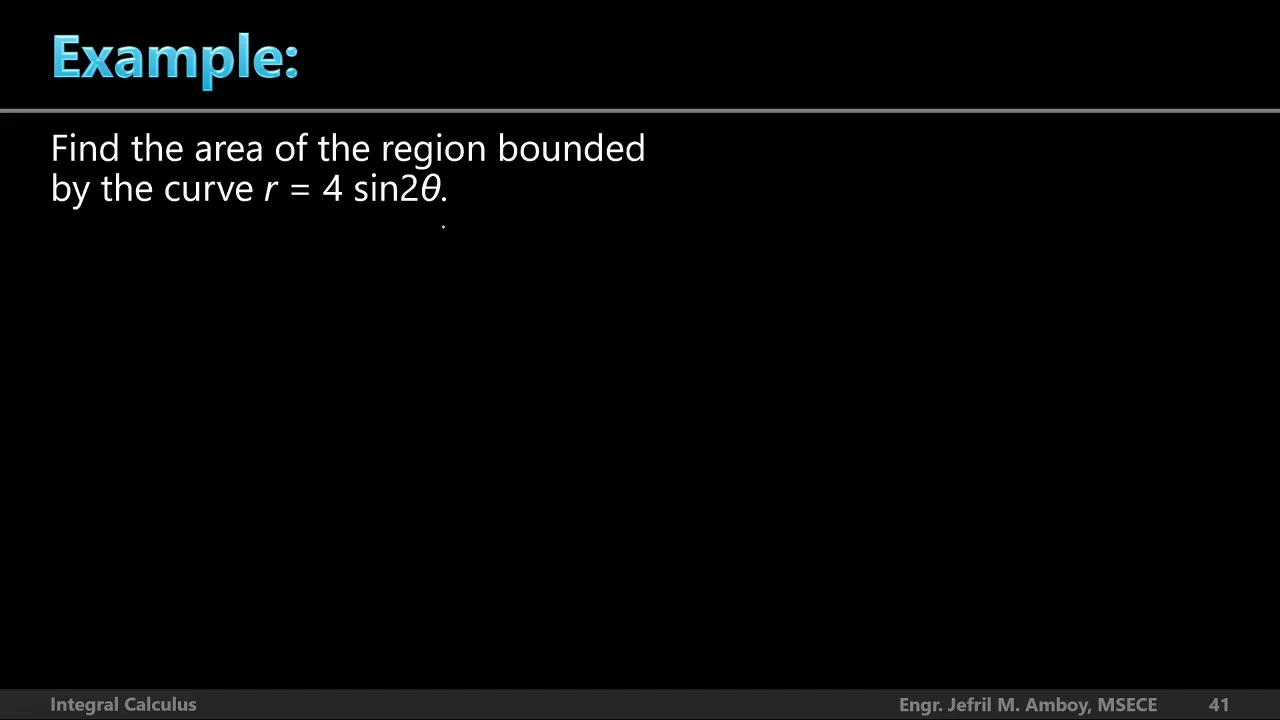 Example:
Find the area of the region bounded
by the curve r = 4 sin2θ.
Integral Calculus
Engr. Jefril M. Amboy, MSECE
41